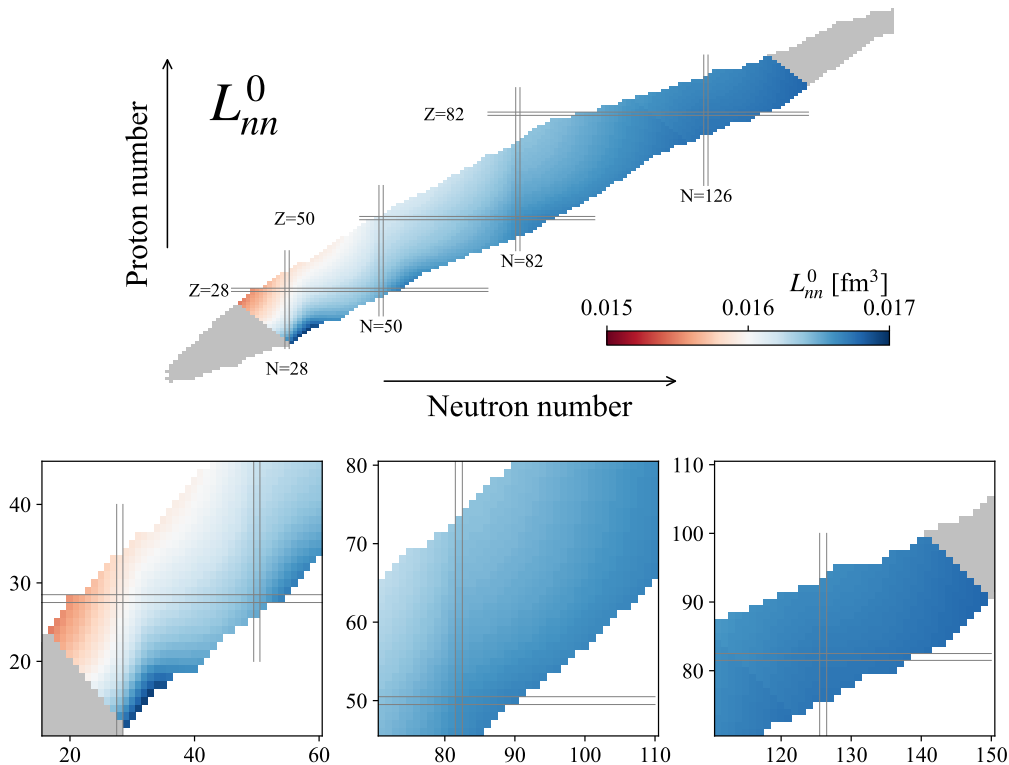 L⁰ₙₙ
Proton number
Z=82
N=126
Z=50
N=82
Z=28
N=50
N=28
L⁰ₙₙ [fm³]
0.015 0.016 0.017
Neutron number
40
30
20
20 40 60
80
70
60
50
80 90 100 110
110
100
90
80
120 130 140 150